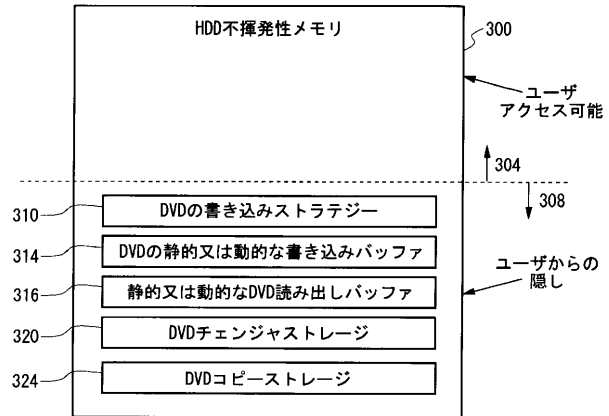 HDD不揮発性メモリ
300
ユーザ
アクセス可能
304
308
310
DVDの書き込みストラテジー
314
DVDの静的又は動的な書き込みバッファ
316
静的又は動的なDVD読み出しバッファ
ユーザからの
隠し
320
DVDチェンジャストレージ
324
DVDコピーストレージ